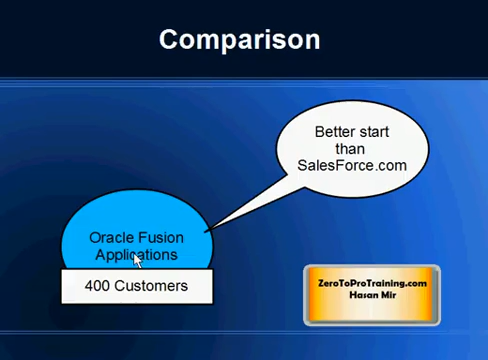 Comparison
Better start
than
SalesForce.com
Oracle Fusion
Applications
400 Customers
ZeroToProTraining.com
Hasan Mir